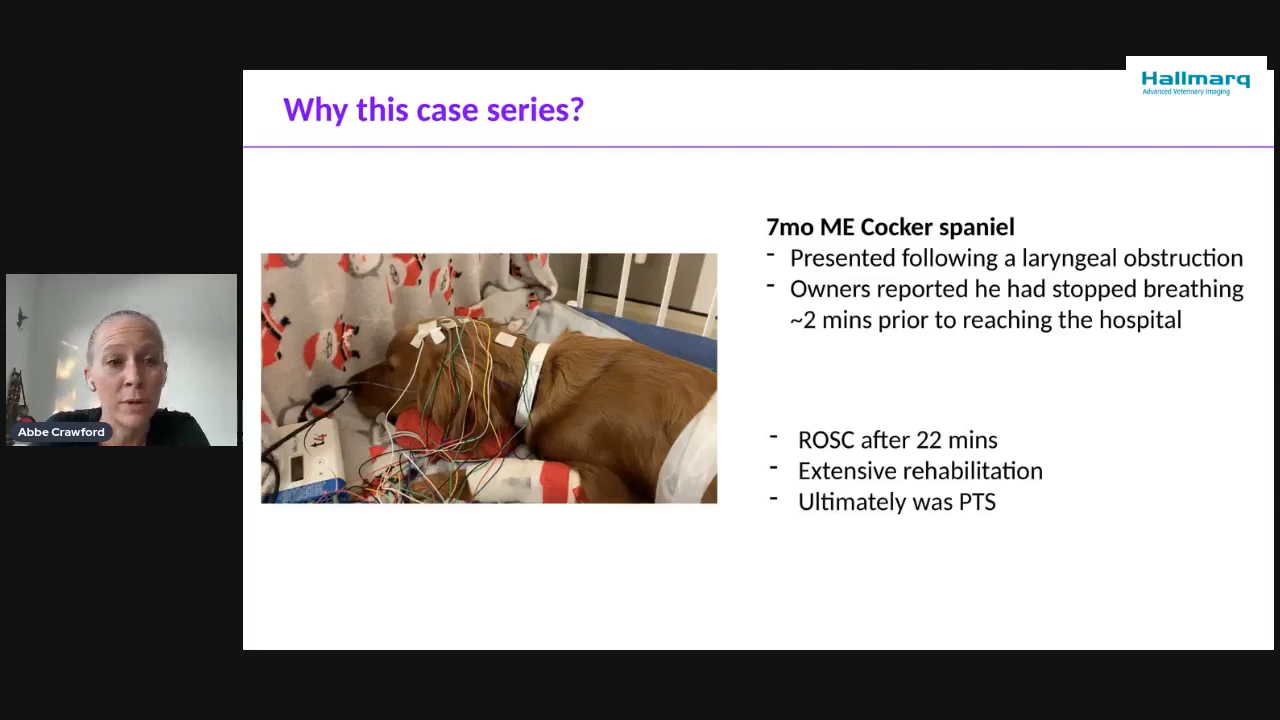 Hallmarq
Advanced Veterinary Imaging
Why this case series?
7mo ME Cocker spaniel
- Presented following a laryngeal obstruction
- Owners reported he had stopped breathing
~2 mins prior to reaching the hospital
- ROSC after 22 mins
- Extensive rehabilitation
- Ultimately was PTS
Abbe Crawford